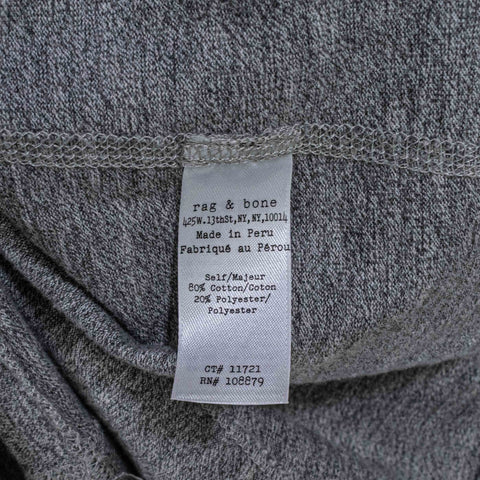 rag & bone
425W.13thSt,NY,NY,10014
Made in Peru
Fabriqué au Pérou
Self/Majeur
80% Cotton/Coton
20% Polyester/
Polyester
CT# 11721
RN# 108879